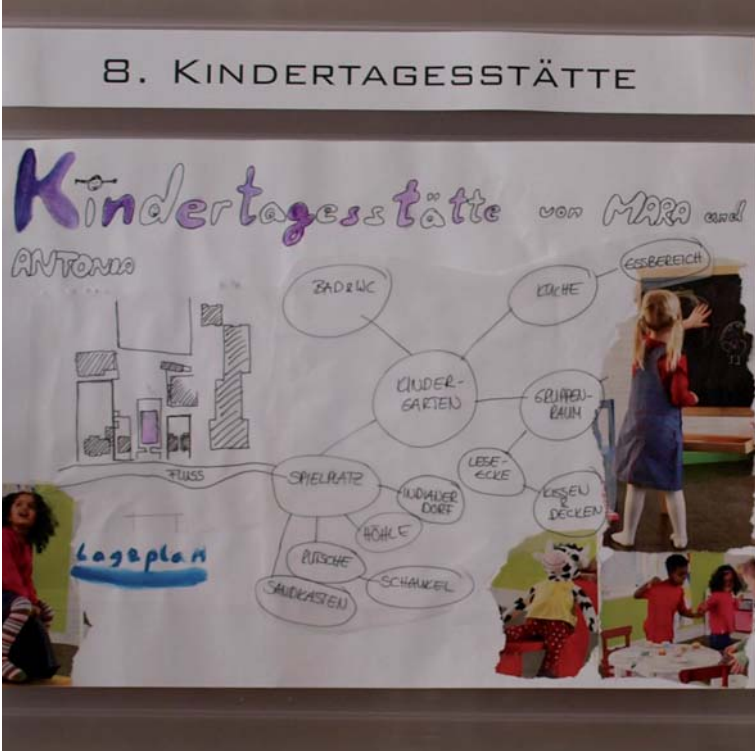 8. KINDERTAGESSTÄTTE
Kindertagesstätte von MARA und
ANTONIA
BAD & WC
KÜCHE
ESSBEREICH
KINDER-
GARTEN
GRUPPEN-
RAUM
LESE-
ECKE
KISSEN
&
DECKEN
FLUSS
SPIELPLATZ
INDIANER
DORF
HÖHLE
RUTSCHE
SCHAUKEL
SANDKASTEN
Lageplan